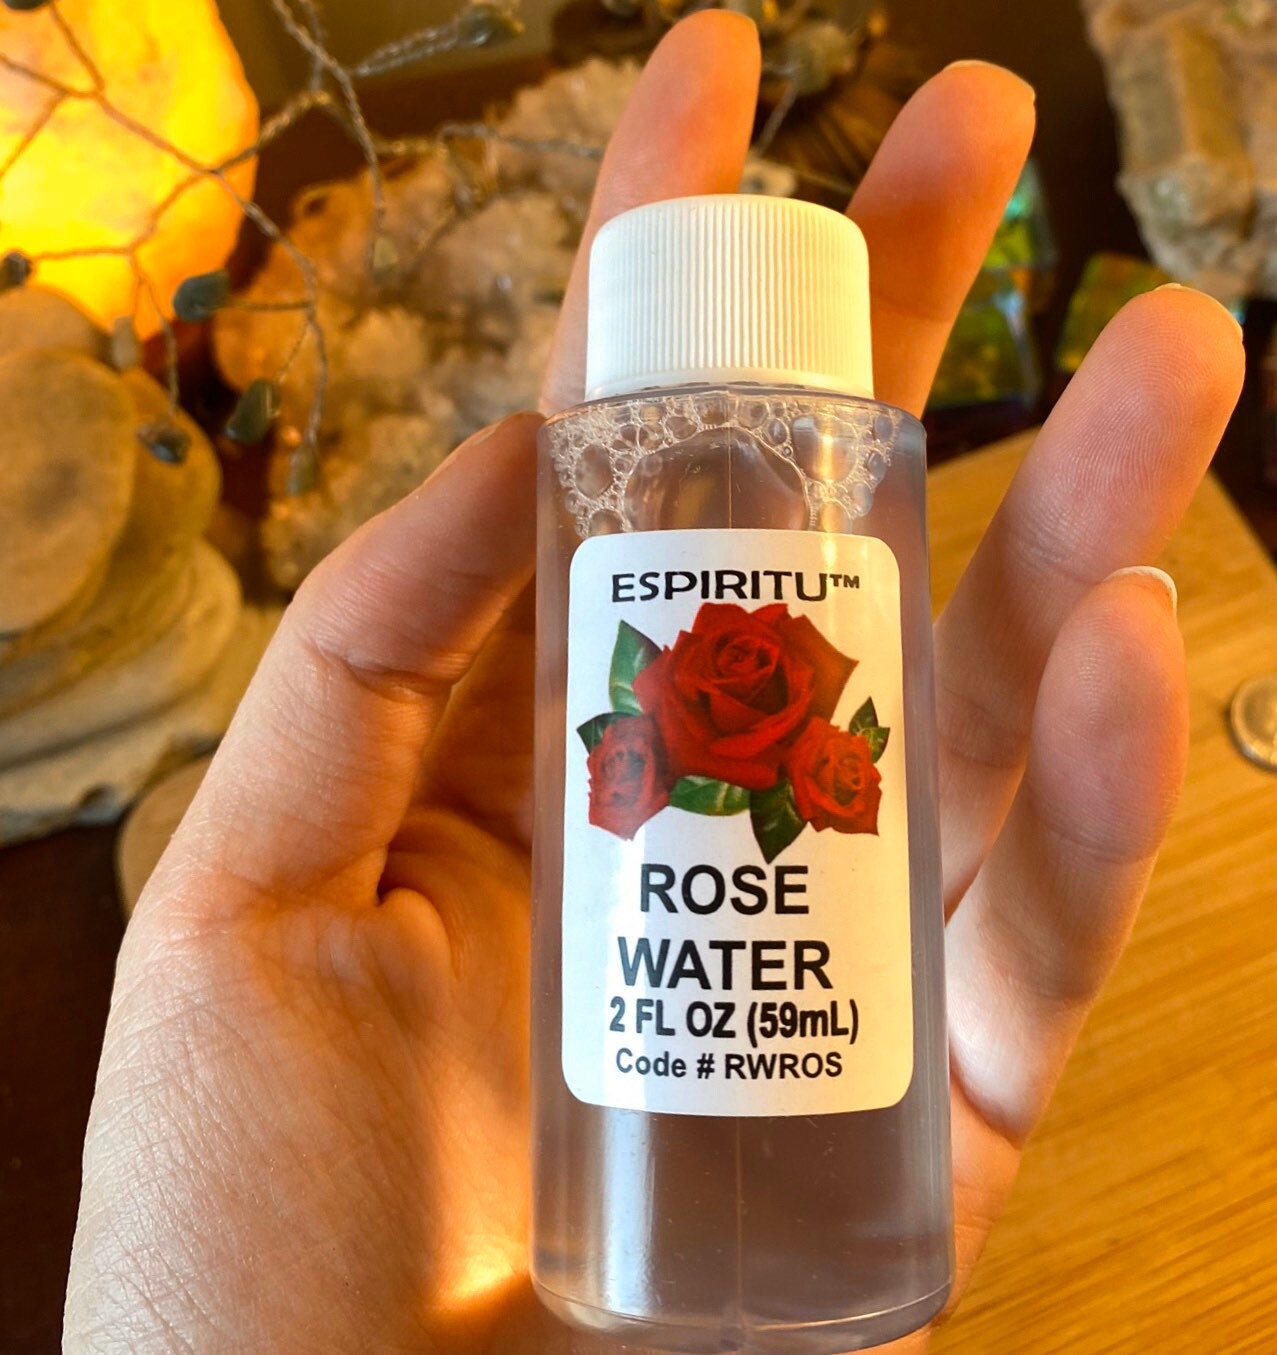 ESPIRITU™
ROSE
WATER
2 FL OZ (59mL)
Code # RWROS